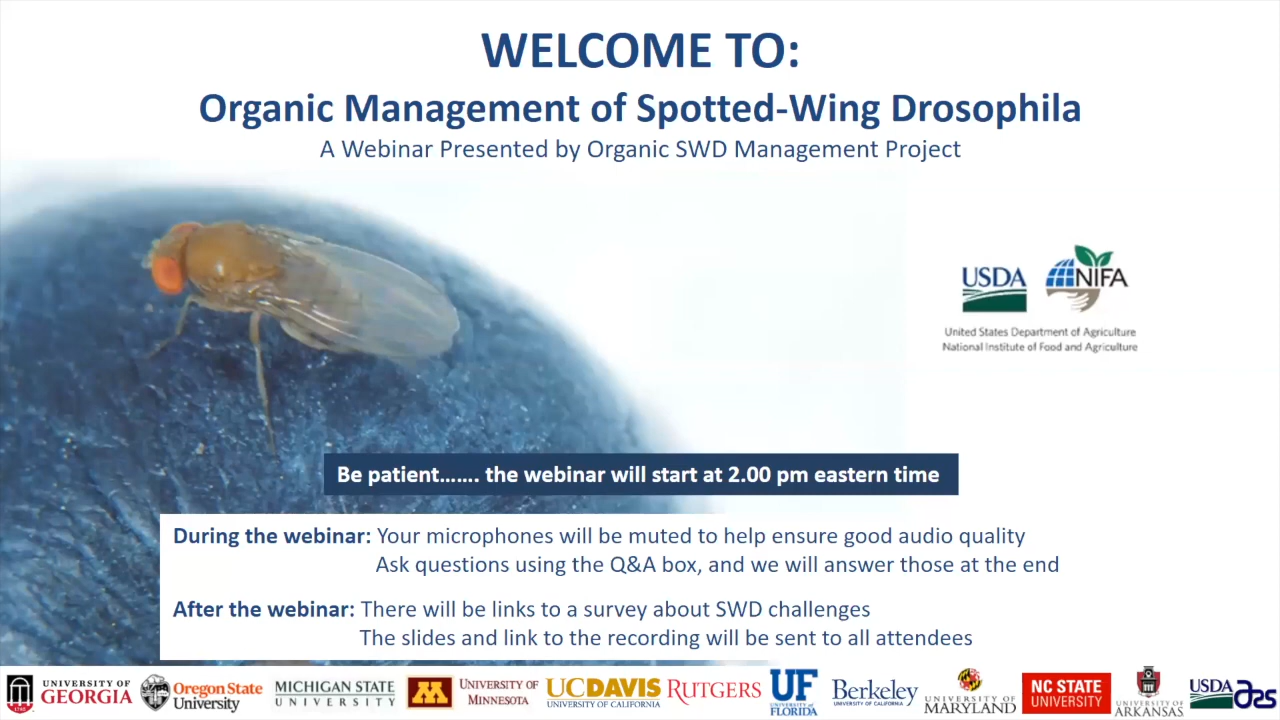 WELCOME TO:
Organic Management of Spotted-Wing Drosophila
A Webinar Presented by Organic SWD Management Project
USDA
NIFA
United States Department of Agriculture
National Institute of Food and Agriculture
Be patient....... the webinar will start at 2.00 pm eastern time
During the webinar: Your microphones will be muted to help ensure good audio quality
Ask questions using the Q&A box, and we will answer those at the end
After the webinar: There will be links to a survey about SWD challenges
The slides and link to the recording will be sent to all attendees
1785
UNIVERSITY OF
GEORGIA
Oregon State
University
MICHIGAN STATE
UNIVERSITY
M
UNIVERSITY OF
MINNESOTA
UCDAVIS
UNIVERSITY OF CALIFORNIA
RUTGERS
UF
UNIVERSITY of
FLORIDA
Berkeley
UNIVERSITY OF CALIFORNIA
UNIVERSITY OF
MARYLAND
NC STATE
UNIVERSITY
UNIVERSITY OF
ARKANSAS
USDA
ars